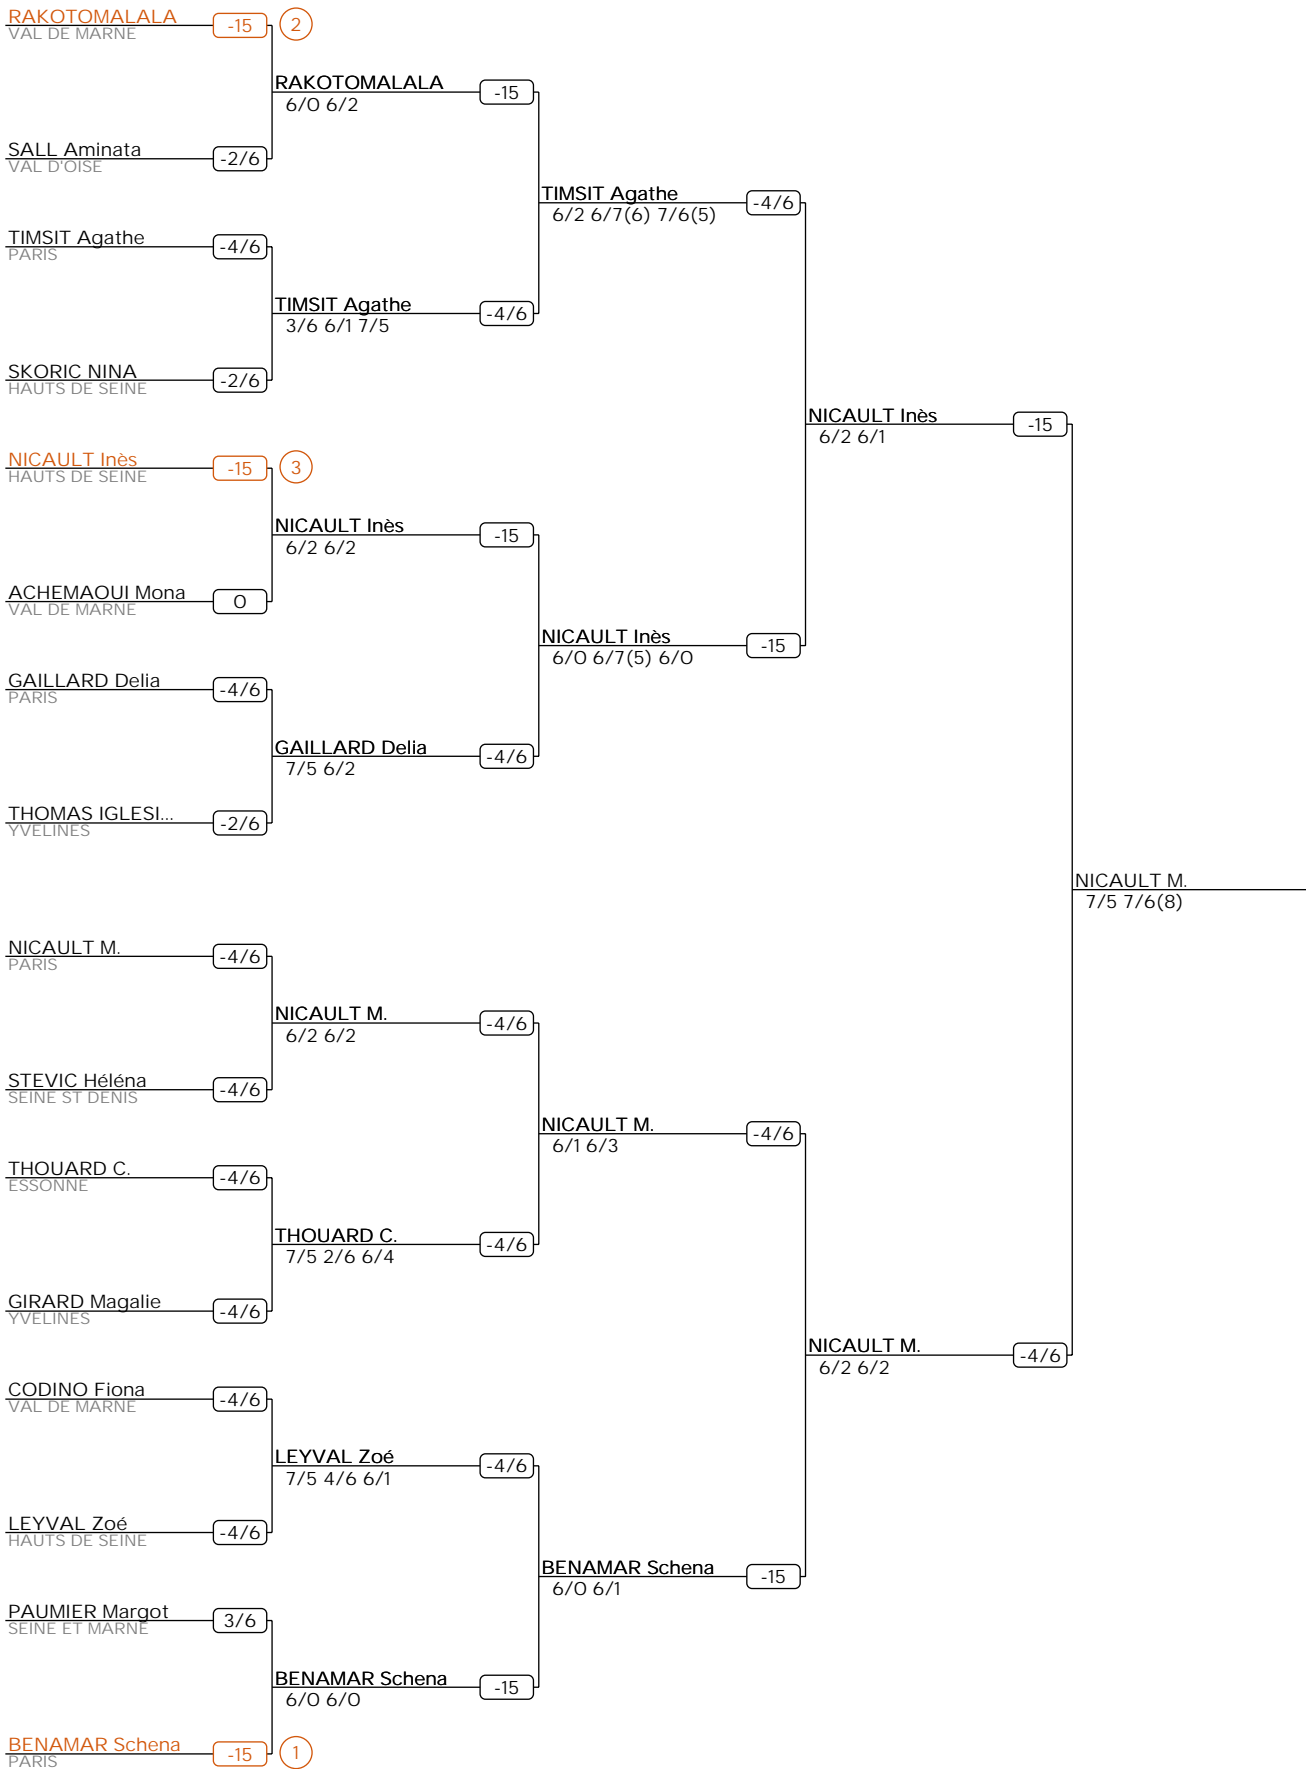 RAKOTOMALALA
VAL DE MARNE
-15
2
RAKOTOMALALA
6/0 6/2
-15
SALL Aminata
VAL D'OISE
-2/6
TIMSIT Agathe
6/2 6/7(6) 7/6(5)
-4/6
TIMSIT Agathe
PARIS
-4/6
TIMSIT Agathe
3/6 6/1 7/5
-4/6
SKORIC NINA
HAUTS DE SEINE
-2/6
NICAULT Inès
6/2 6/1
-15
NICAULT Inès
HAUTS DE SEINE
-15
3
NICAULT Inès
6/2 6/2
-15
ACHEMAOUI Mona
VAL DE MARNE
0
NICAULT Inès
6/0 6/7(5) 6/0
-15
GAILLARD Delia
PARIS
-4/6
GAILLARD Delia
7/5 6/2
-4/6
THOMAS IGLESI...
YVELINES
-2/6
NICAULT M.
7/5 7/6(8)
NICAULT M.
PARIS
-4/6
NICAULT M.
6/2 6/2
-4/6
STEVIC Héléna
SEINE ST DENIS
-4/6
NICAULT M.
6/1 6/3
-4/6
THOUARD C.
ESSONNE
-4/6
THOUARD C.
7/5 2/6 6/4
-4/6
GIRARD Magalie
YVELINES
-4/6
NICAULT M.
6/2 6/2
-4/6
CODINO Fiona
VAL DE MARNE
-4/6
LEYVAL Zoé
7/5 4/6 6/1
-4/6
LEYVAL Zoé
HAUTS DE SEINE
-4/6
BENAMAR Schena
6/0 6/1
-15
PAUMIER Margot
SEINE ET MARNE
3/6
BENAMAR Schena
6/0 6/0
-15
BENAMAR Schena
PARIS
-15
1